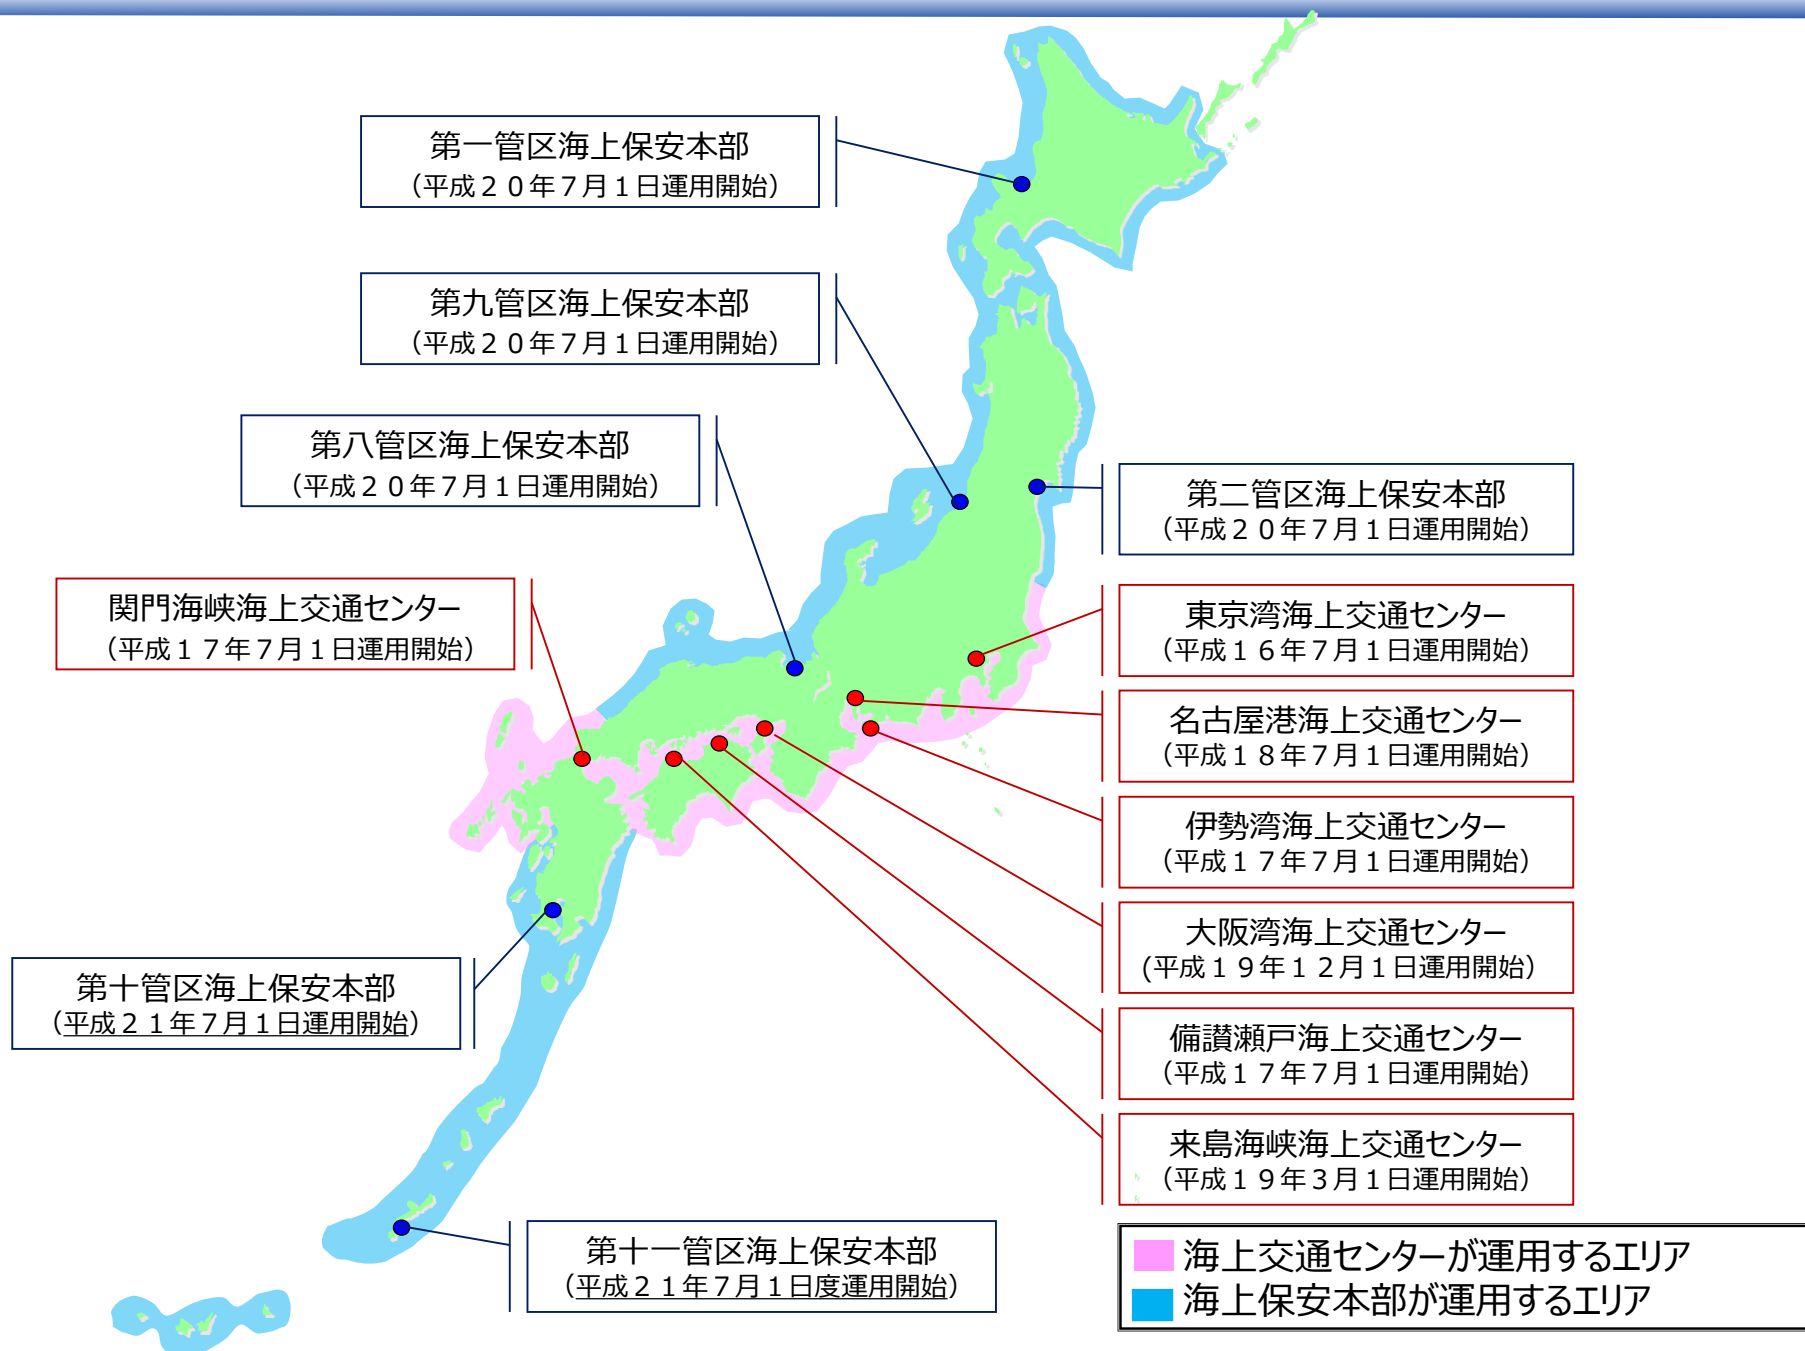 第一管区海上保安本部
（平成２０年７月１日運用開始）
第九管区海上保安本部
（平成２０年７月１日運用開始）
第八管区海上保安本部
（平成２０年７月１日運用開始）
第二管区海上保安本部
（平成２０年７月１日運用開始）
関門海峡海上交通センター
（平成１７年７月１日運用開始）
東京湾海上交通センター
（平成１６年７月１日運用開始）
名古屋港海上交通センター
（平成１８年７月１日運用開始）
伊勢湾海上交通センター
（平成１７年７月１日運用開始）
大阪湾海上交通センター
(平成１９年１２月１日運用開始）
第十管区海上保安本部
（平成２１年７月１日運用開始）
備讃瀬戸海上交通センター
（平成１７年７月１日運用開始）
来島海峡海上交通センター
（平成１９年３月１日運用開始）
第十一管区海上保安本部
（平成２１年７月１日度運用開始）
海上交通センターが運用するエリア
海上保安本部が運用するエリア